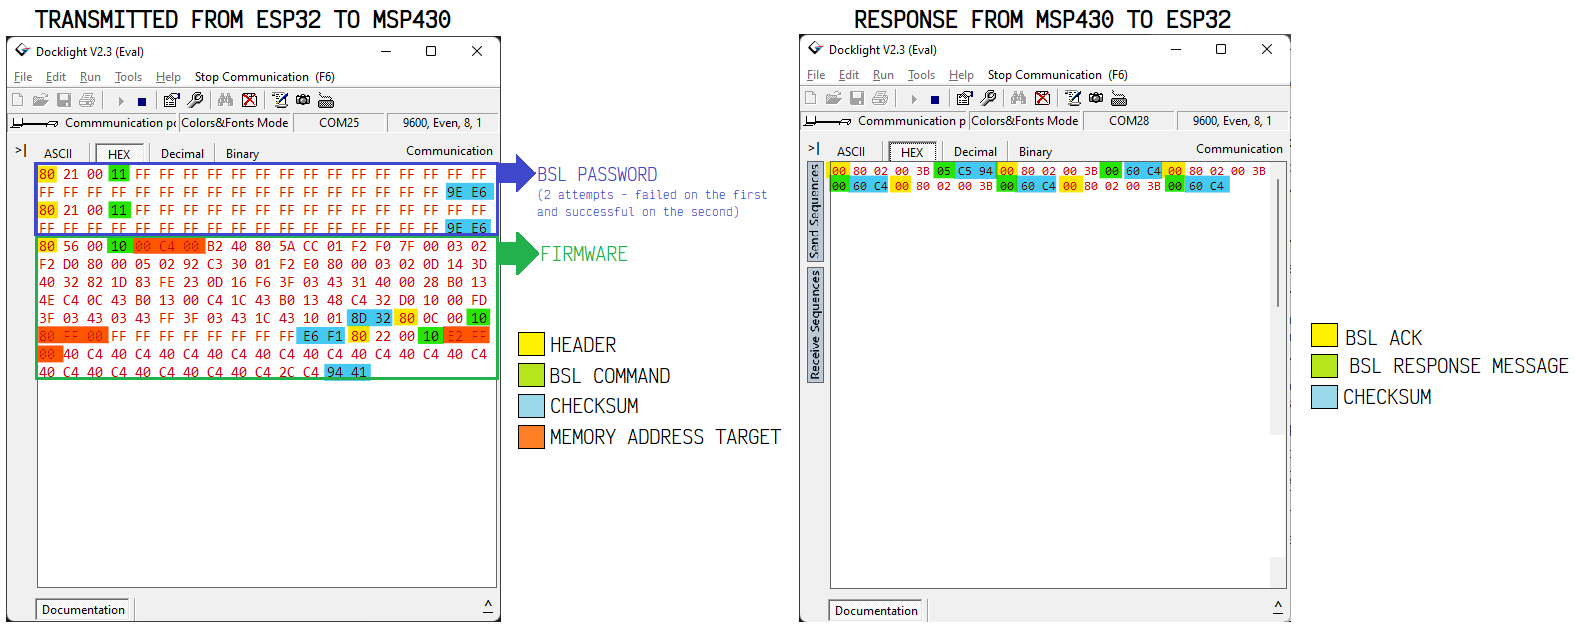 TRANSMITTED FROM ESP32 TO MSP430
Docklight V2.3 (Eval)
File Edit Run Tools Help Stop Communication (F6)
Commmunication po Colors&Fonts Mode COM25 9600, Even, 8, 1
ASCII HEX Decimal Binary Communication
80 21 00 11 FF FF FF FF FF FF FF FF FF FF FF FF FF FF FF
FF FF FF FF FF FF FF FF FF FF FF FF FF FF FF FF FF 9E E6
80 21 00 11 FF FF FF FF FF FF FF FF FF FF FF FF FF FF FF
FF FF FF FF FF FF FF FF FF FF FF FF FF FF FF FF FF 9E E6
80 56 00 10 00 C4 00 B2 40 80 5A CC 01 F2 F0 7F 00 03 02
F2 D0 80 00 05 02 92 C3 30 01 F2 E0 80 00 03 02 0D 14 3D
40 32 82 1D 83 FE 23 0D 16 F6 3F 03 43 31 40 00 28 B0 13
4E C4 0C 43 B0 13 00 C4 1C 43 B0 13 48 C4 32 D0 10 00 FD
3F 03 43 03 43 FF 3F 03 43 1C 43 10 01 8D 32 80 0C 00 10
80 FF 00 FF FF FF FF FF FF FF FF E6 F1 80 22 00 10 E2 FF
00 40 C4 40 C4 40 C4 40 C4 40 C4 40 C4 40 C4 40 C4 40 C4
40 C4 40 C4 40 C4 40 C4 40 C4 2C C4 94 41
Documentation
BSL PASSWORD
(2 attempts - failed on the first
and successful on the second)
FIRMWARE
HEADER
BSL COMMAND
CHECKSUM
MEMORY ADDRESS TARGET
RESPONSE FROM MSP430 TO ESP32
Docklight V2.3 (Eval)
File Edit Run Tools Help Stop Communication (F6)
Commmunication p Colors&Fonts Mode COM28 9600, Even, 8, 1
ASCII HEX Decimal Binary Communication
Send Sequences
Receive Sequences
00 80 02 00 3B 05 C5 94 00 80 02 00 3B 00 60 C4 00 80 02 00 3B
00 60 C4 00 80 02 00 3B 00 60 C4 00 80 02 00 3B 00 60 C4
Documentation
BSL ACK
BSL RESPONSE MESSAGE
CHECKSUM